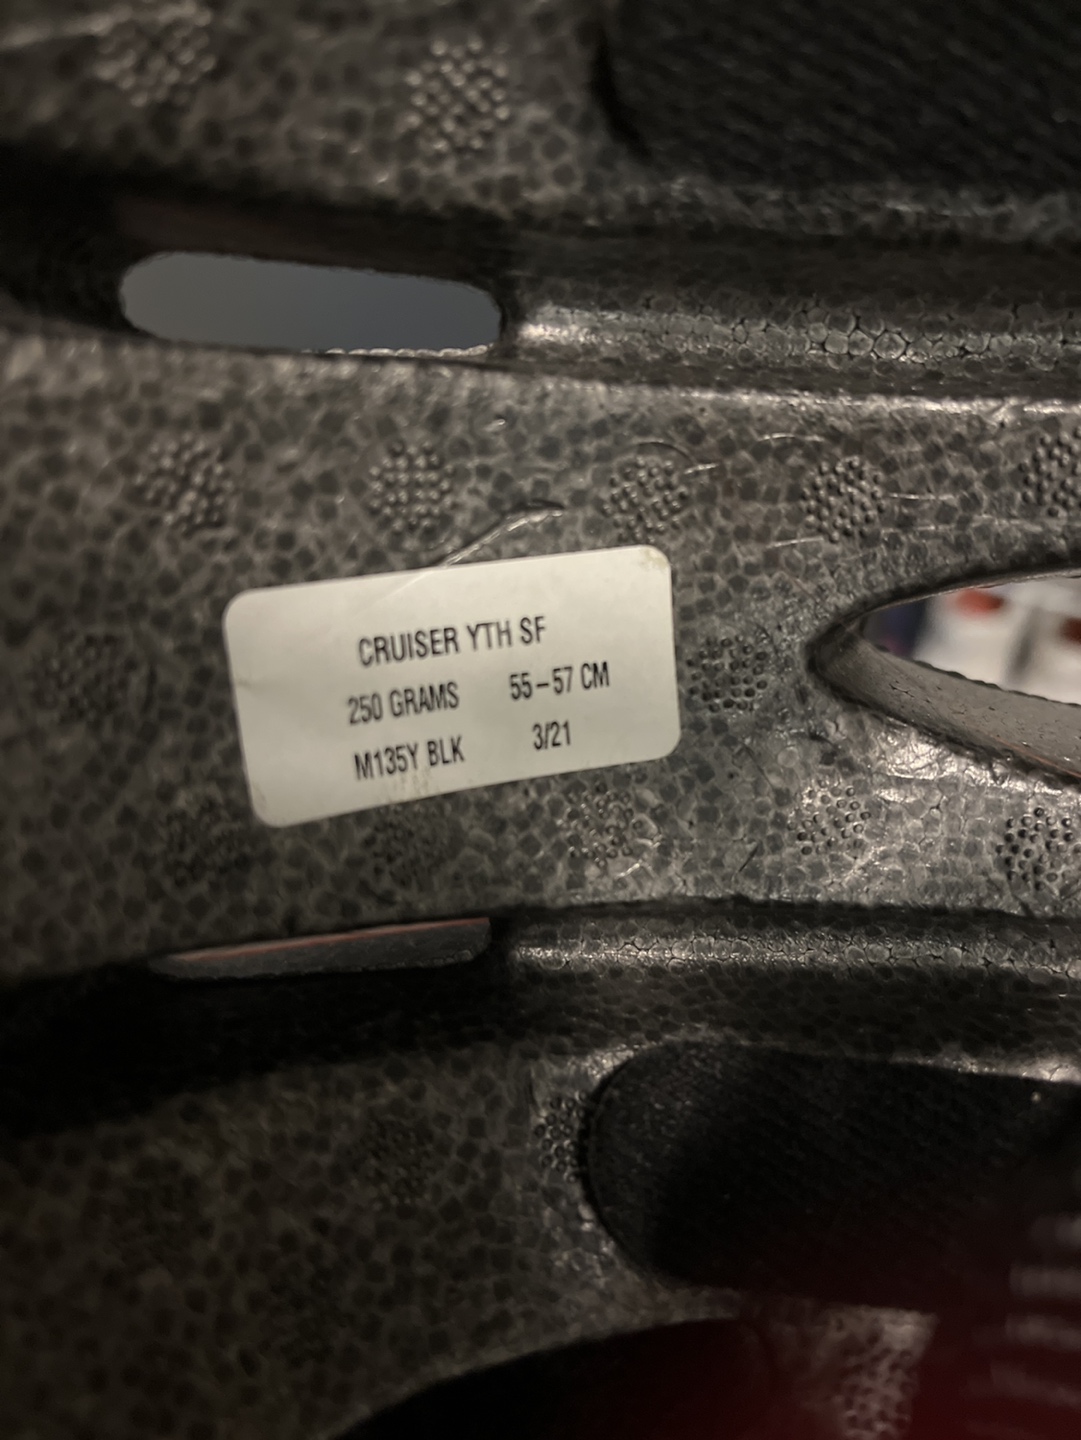 CRUISER YTH SF
250 GRAMS 55-57 CM
M135Y BLK 3/21